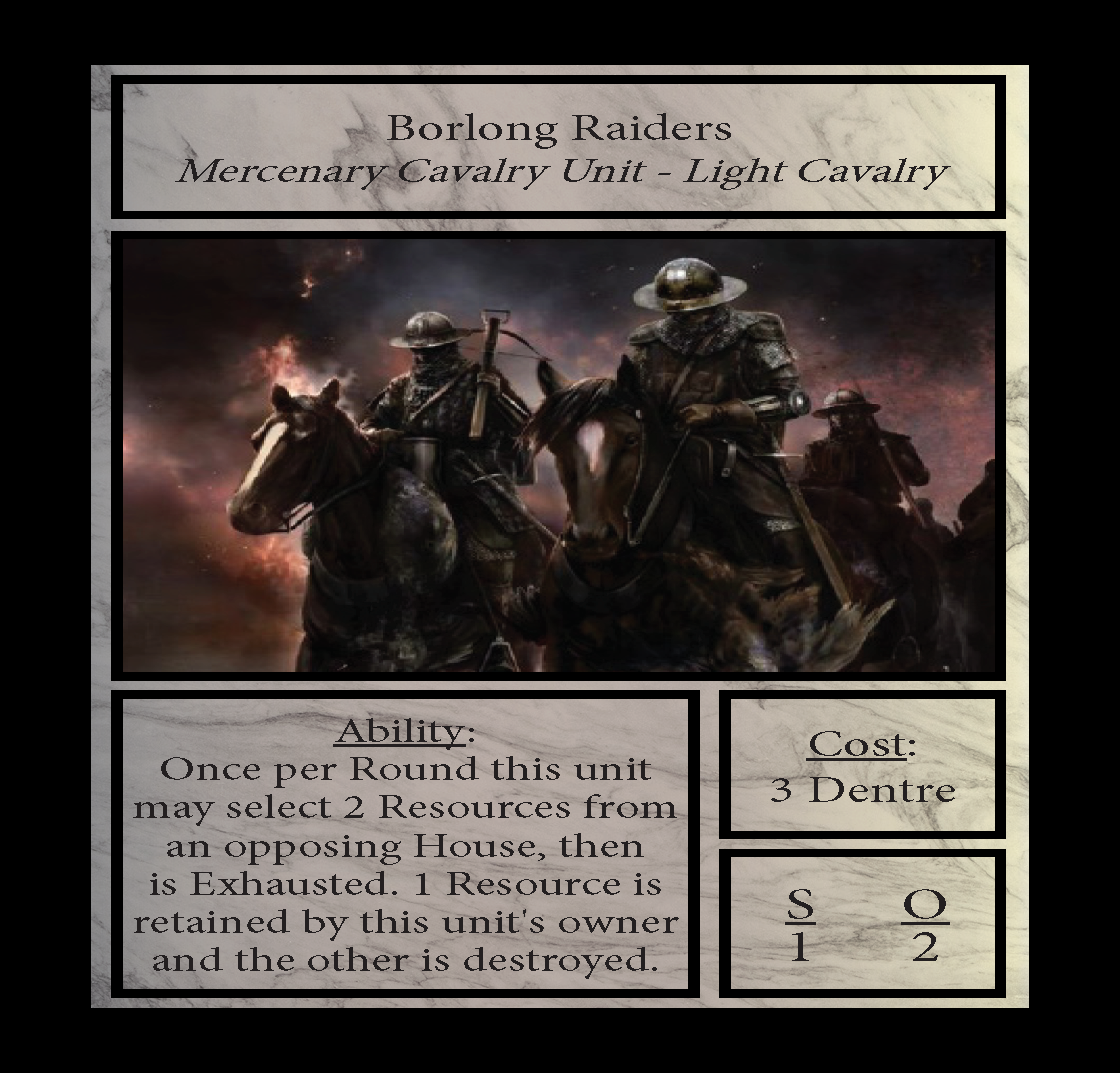 Borlong Raiders
Mercenary Cavalry Unit - Light Cavalry
Ability:
Once per Round this unit
may select 2 Resources from
an opposing House, then
is Exhausted. 1 Resource is
retained by this unit's owner
and the other is destroyed.
Cost:
3 Dentre
S O
1 2